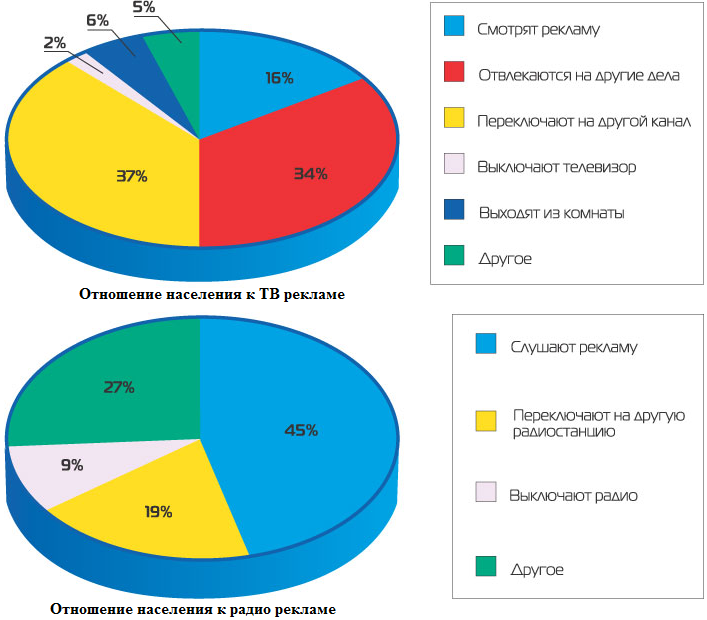 5%
6%
2%
16%
37%
34%
Смотрят рекламу
Отвлекаются на другие дела
Переключают на другой канал
Выключают телевизор
Выходят из комнаты
Другое
Отношение населения к ТВ рекламе
27%
45%
9%
19%
Слушают рекламу
Переключают на другую
радиостанцию
Выключают радио
Другое
Отношение населения к радио рекламе